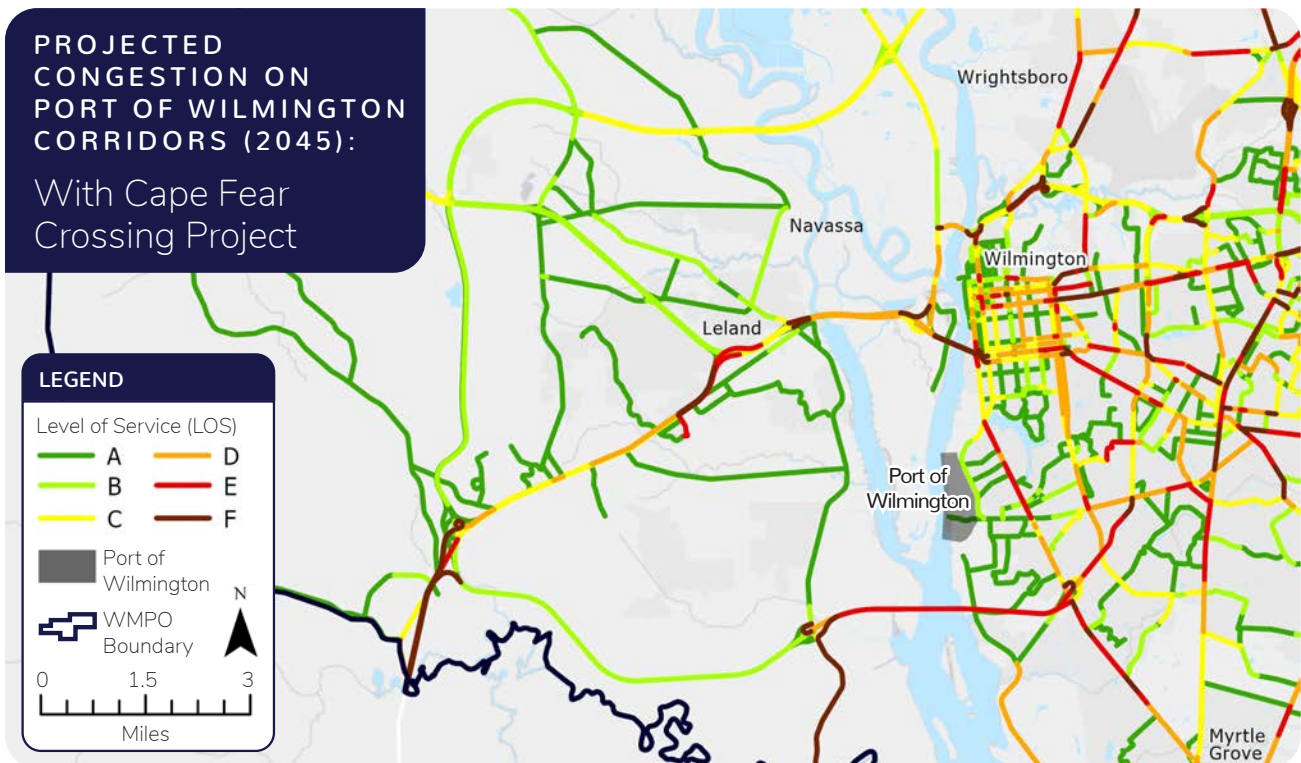 PROJECTED
CONGESTION ON
PORT OF WILMINGTON
CORRIDORS (2045):
With Cape Fear
Crossing Project
Wrightsboro
Navassa
Wilmington
Leland
Port of
Wilmington
Myrtle
Grove
LEGEND
Level of Service (LOS)
A D
B E
C F
Port of
Wilmington
WMPO
Boundary
N
0 1.5 3
Miles